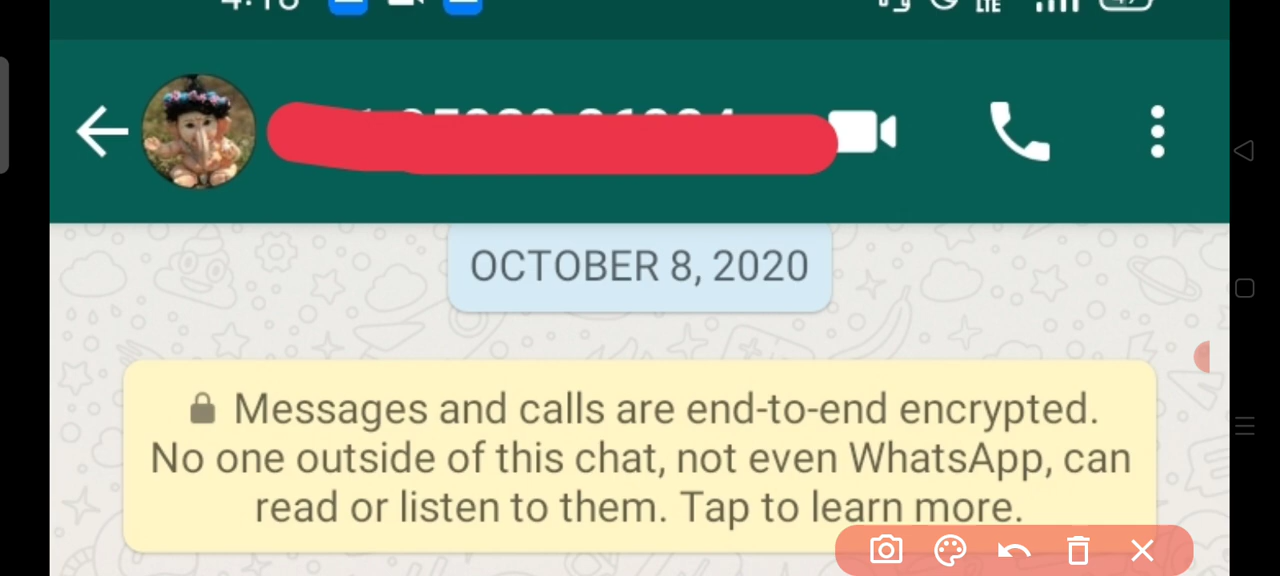 LTE
OCTOBER 8, 2020
Messages and calls are end-to-end encrypted.
No one outside of this chat, not even WhatsApp, can
read or listen to them. Tap to learn more.